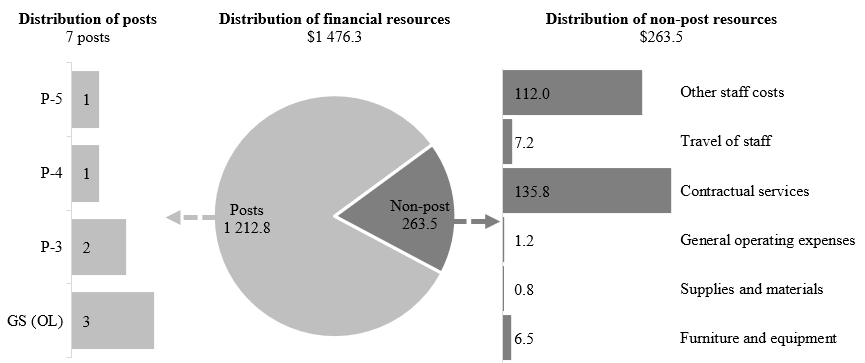 Distribution of posts
7 posts
P-5
1
P-4
1
P-3
2
GS (OL)
3
Distribution of financial resources
$1 476.3
Posts
1 212.8
Non-post
263.5
Distribution of non-post resources
$263.5
112.0 Other staff costs
7.2 Travel of staff
135.8 Contractual services
1.2 General operating expenses
0.8 Supplies and materials
6.5 Furniture and equipment